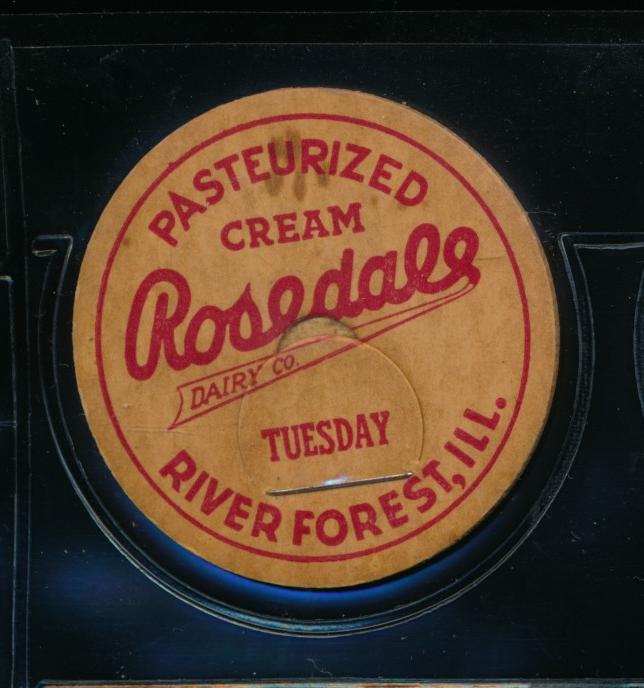 PASTEURIZED
CREAM
Rosedale
DAIRY CO.
TUESDAY
RIVER FOREST, ILL.